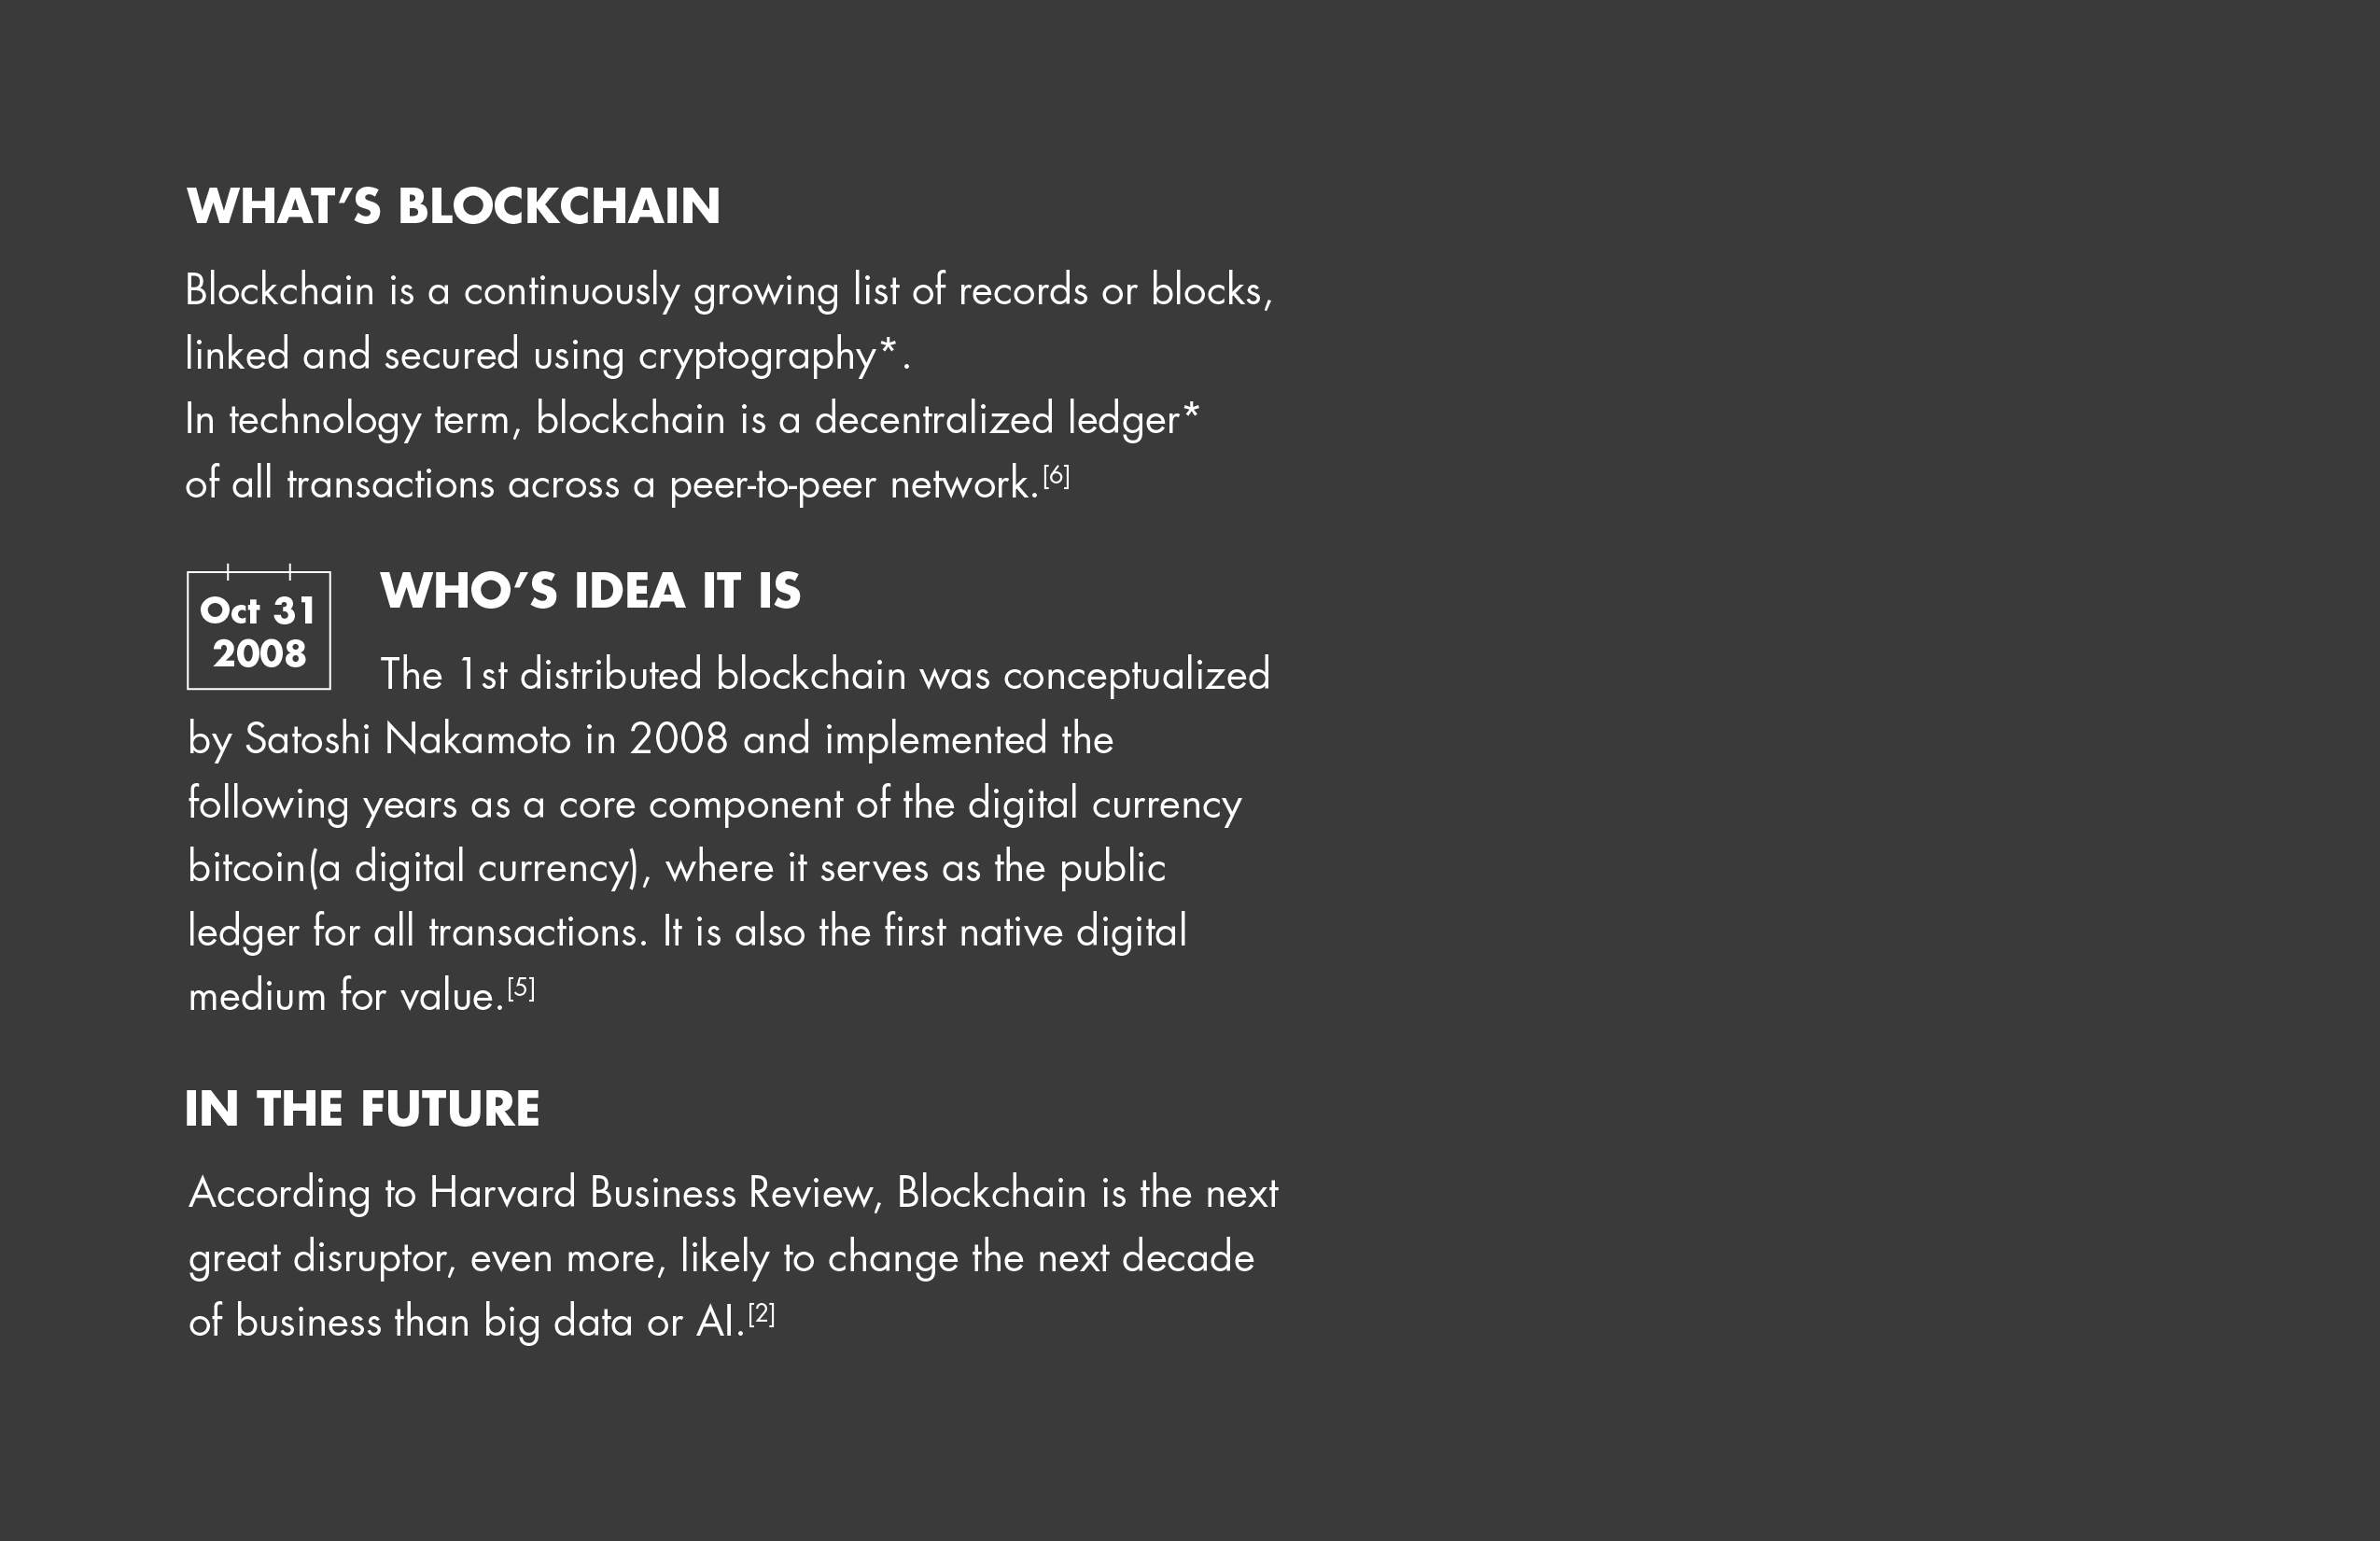 WHAT’S BLOCKCHAIN
Blockchain is a continuously growing list of records or blocks,
linked and secured using cryptography*.
In technology term, blockchain is a decentralized ledger*
of all transactions across a peer-to-peer network.[6]
Oct 31
2008
WHO’S IDEA IT IS
The 1st distributed blockchain was conceptualized
by Satoshi Nakamoto in 2008 and implemented the
following years as a core component of the digital currency
bitcoin(a digital currency), where it serves as the public
ledger for all transactions. It is also the first native digital
medium for value.[5]
IN THE FUTURE
According to Harvard Business Review, Blockchain is the next
great disruptor, even more, likely to change the next decade
of business than big data or AI.[2]